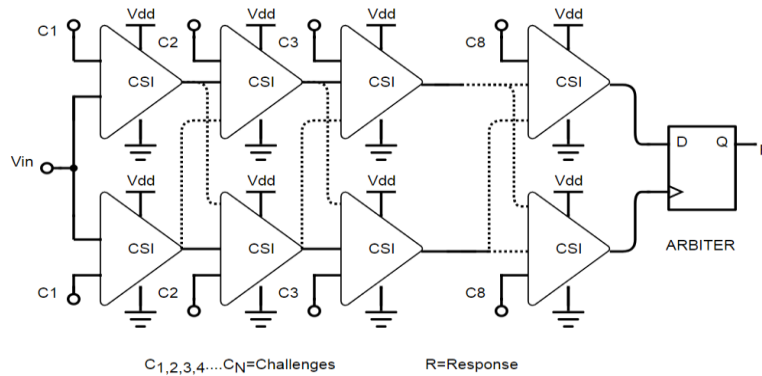 Vdd Vdd Vdd Vdd
C1 C2 C3 C8
CSI CSI CSI CSI
D Q
Vin
Vdd Vdd Vdd Vdd
CSI CSI CSI CSI
ARBITER
C1 C2 C3 C8
C1,2,3,4....CN=Challenges R=Response